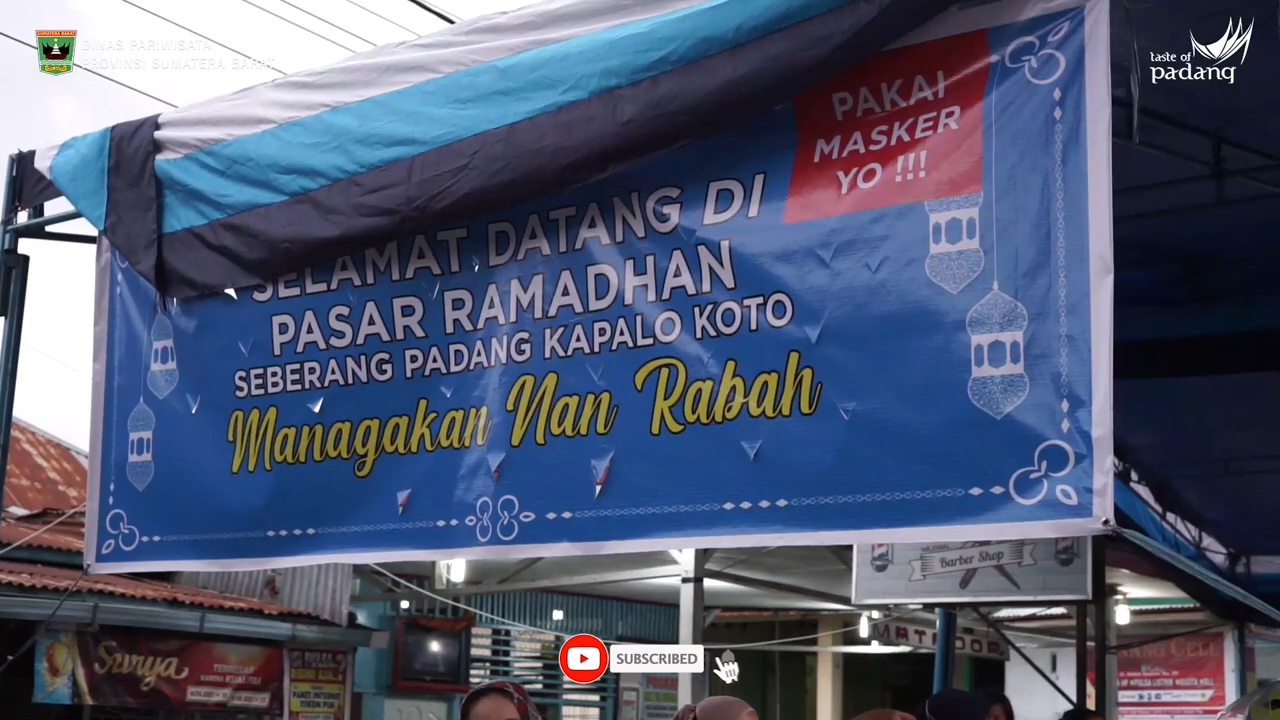 DINAS PARIWISATA
PROVINSI SUMATERA BARAT
taste of
padang
PAKAI
MASKER
YO !!!
SELAMAT DATANG DI
PASAR RAMADHAN
SEBERANG PADANG KAPALO KOTO
Managakan Nan Rabah
Barber Shop
Surya
SUBSCRIBED